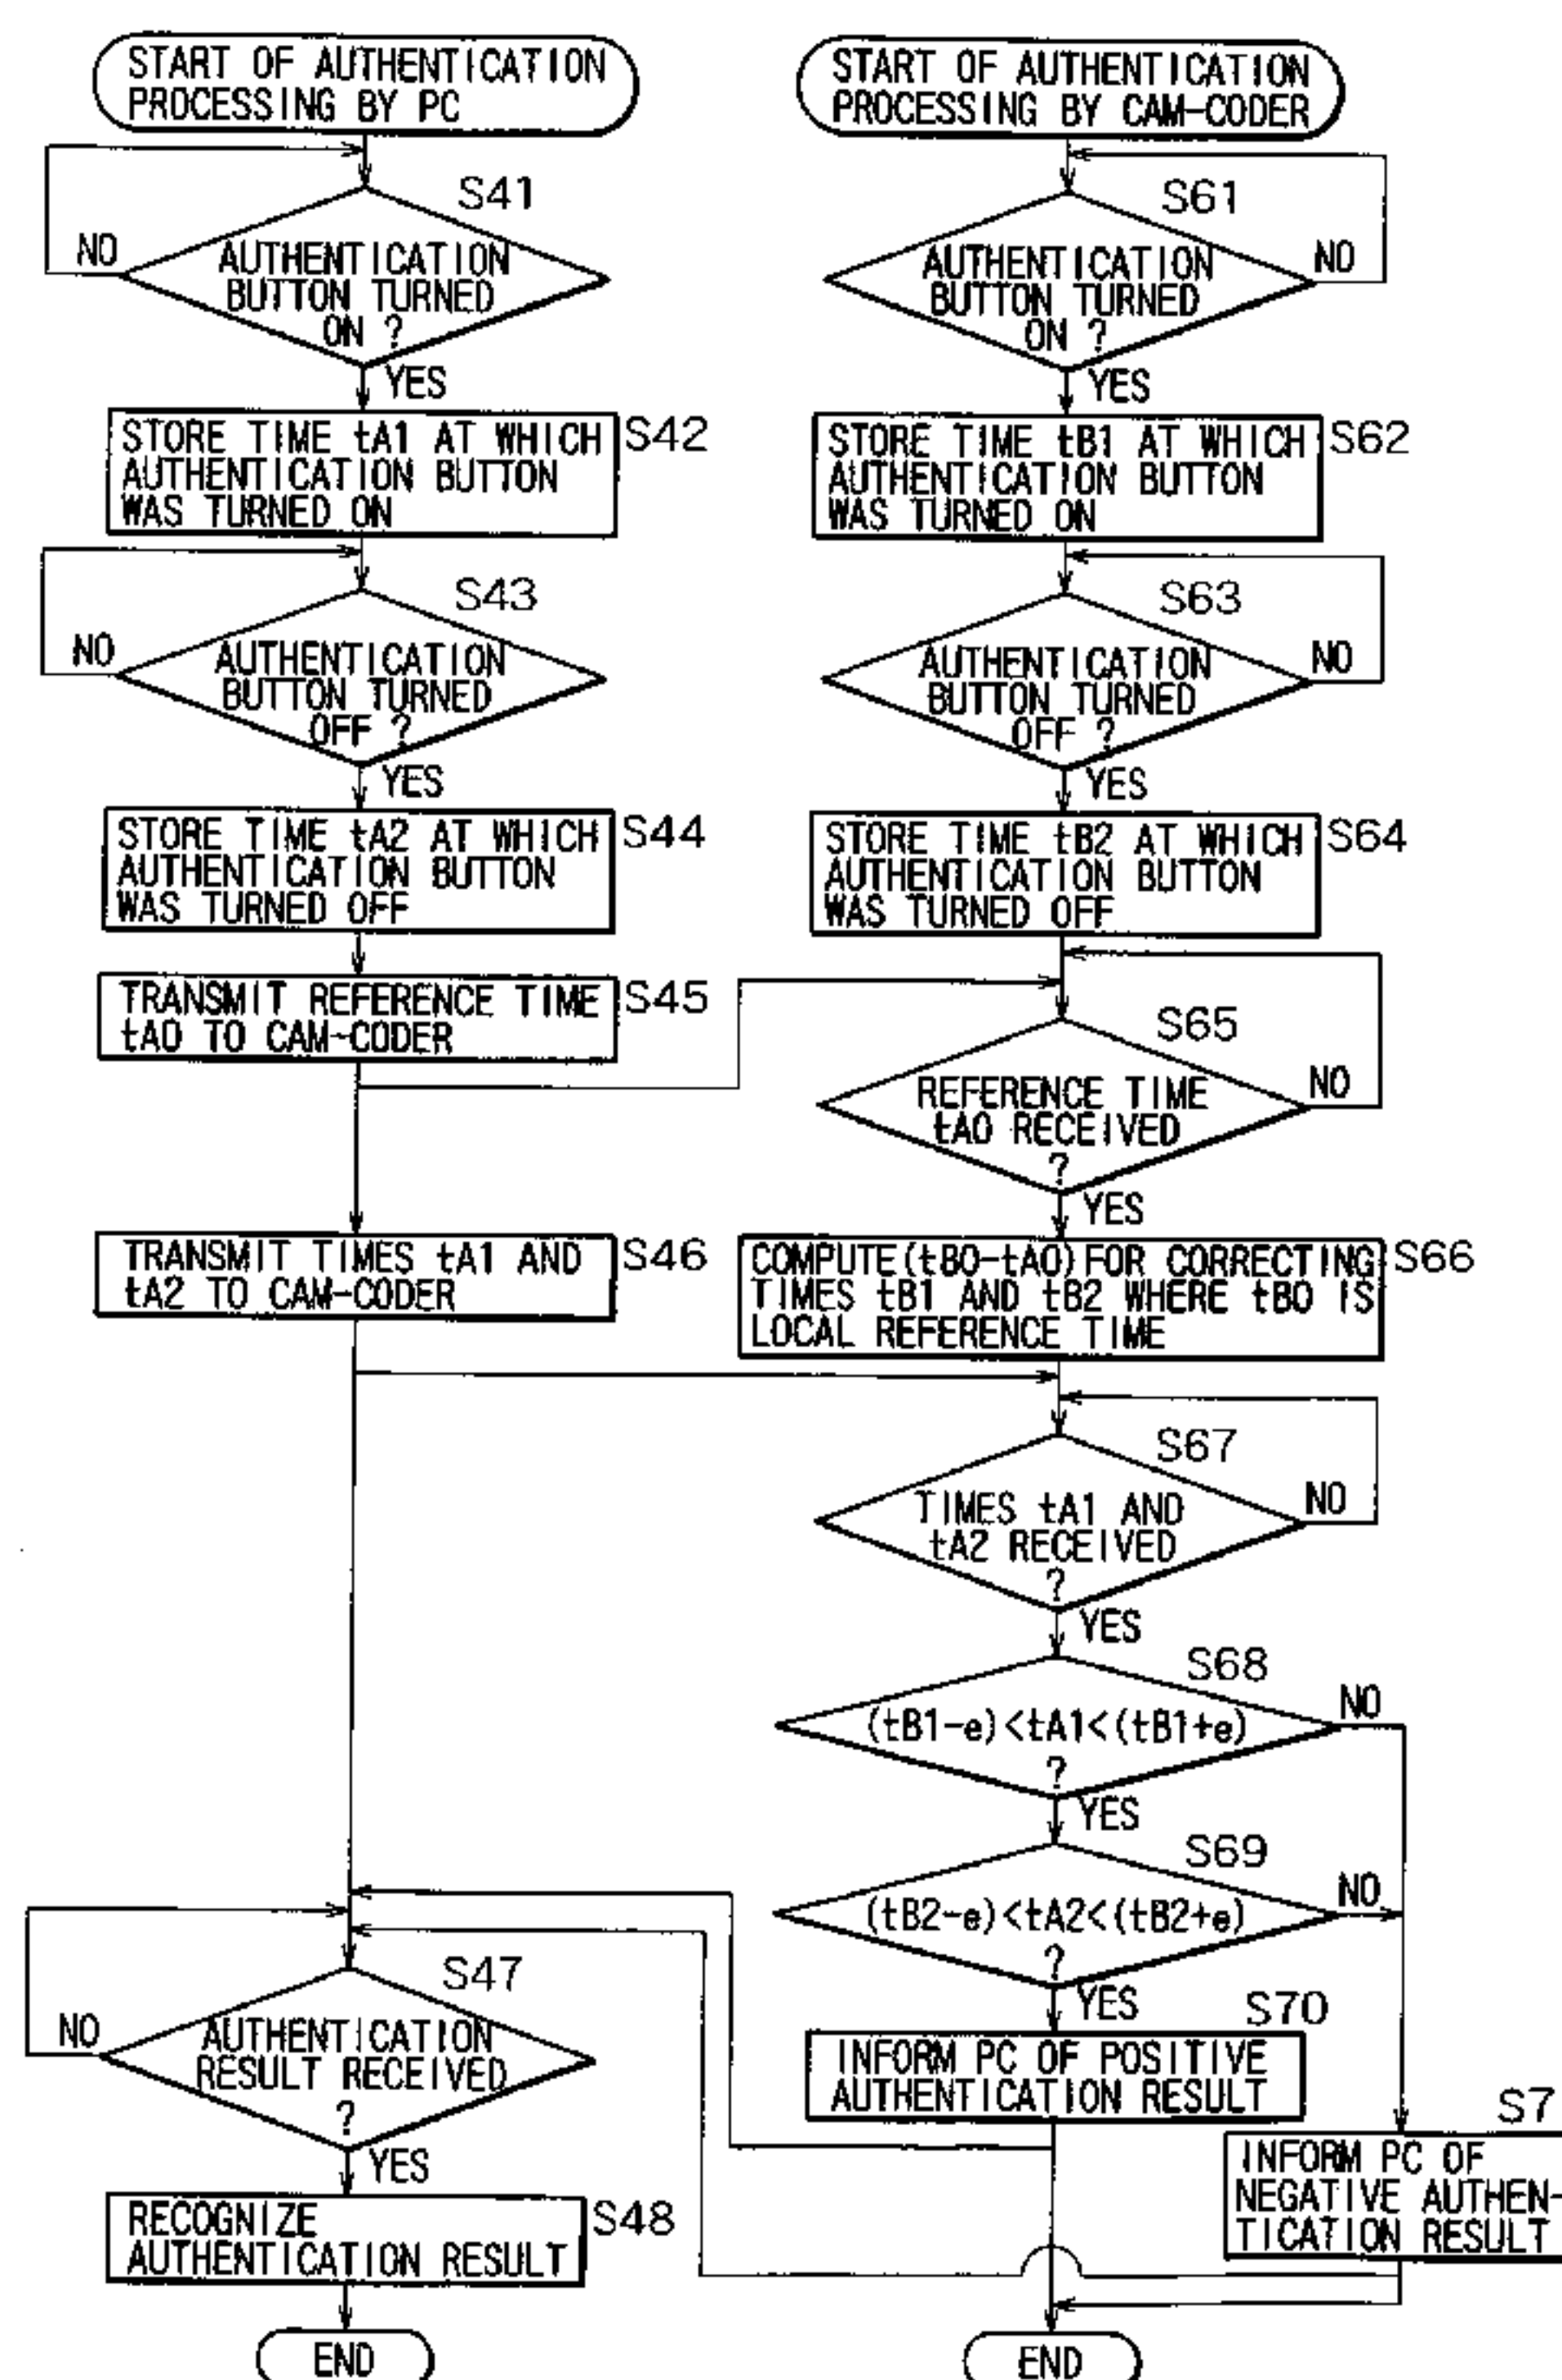 START OF AUTHENTICATION
PROCESSING BY PC
S41
NO
AUTHENTICATION
BUTTON TURNED
ON ?
YES
STORE TIME tA1 AT WHICH
AUTHENTICATION BUTTON
WAS TURNED ON
S42
S43
NO
AUTHENTICATION
BUTTON TURNED
OFF ?
YES
STORE TIME tA2 AT WHICH
AUTHENTICATION BUTTON
WAS TURNED OFF
S44
TRANSMIT REFERENCE TIME
tA0 TO CAM-CODER
S45
TRANSMIT TIMES tA1 AND
tA2 TO CAM-CODER
S46
S47
NO
AUTHENTICATION
RESULT RECEIVED
?
YES
RECOGNIZE
AUTHENTICATION RESULT
S48
END
START OF AUTHENTICATION
PROCESSING BY CAM-CODER
S61
NO
AUTHENTICATION
BUTTON TURNED
ON ?
YES
STORE TIME tB1 AT WHICH
AUTHENTICATION BUTTON
WAS TURNED ON
S62
S63
NO
AUTHENTICATION
BUTTON TURNED
OFF ?
YES
STORE TIME tB2 AT WHICH
AUTHENTICATION BUTTON
WAS TURNED OFF
S64
S65
NO
REFERENCE TIME
tA0 RECEIVED
?
YES
COMPUTE(tB0-tA0)FOR CORRECTING
TIMES tB1 AND tB2 WHERE tB0 IS
LOCAL REFERENCE TIME
S66
S67
NO
TIMES tA1 AND
tA2 RECEIVED
?
YES
S68
NO
(tB1-e)<tA1<(tB1+e)
?
YES
S69
NO
(tB2-e)<tA2<(tB2+e)
?
YES
S70
INFORM PC OF POSITIVE
AUTHENTICATION RESULT
S7
INFORM PC OF
NEGATIVE AUTHEN-
TICATION RESULT
END